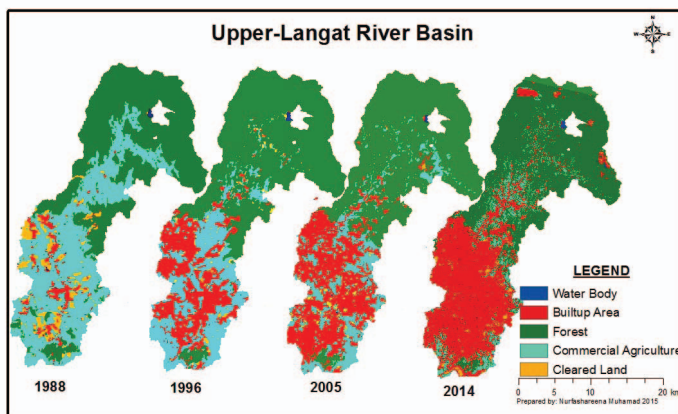 Upper-Langat River Basin
N
W E
S
LEGEND
Water Body
Builtup Area
Forest
Commercial Agriculture
Cleared Land
1988
1996
2005
2014
0 5 10 20 km
Prepared by: Nurfashareena Muhamad 2015